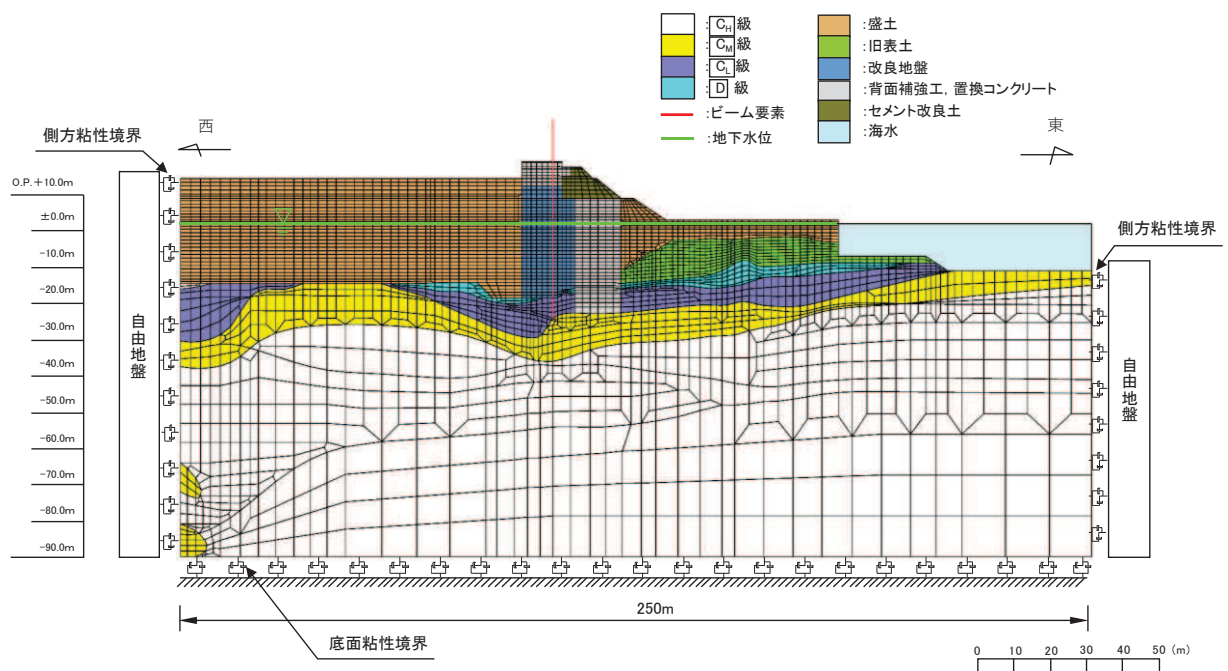 :CH級
:CM級
:CL級
:D 級
:ビーム要素
:地下水位
:盛土
:旧表土
:改良地盤
:背面補強工，置換コンクリート
:セメント改良土
:海水
西
東
側方粘性境界
側方粘性境界
O.P.+10.0m
±0.0m
-10.0m
-20.0m
-30.0m
-40.0m
-50.0m
-60.0m
-70.0m
-80.0m
-90.0m
自由地盤
自由地盤
250m
底面粘性境界
0 10 20 30 40 50 (m)